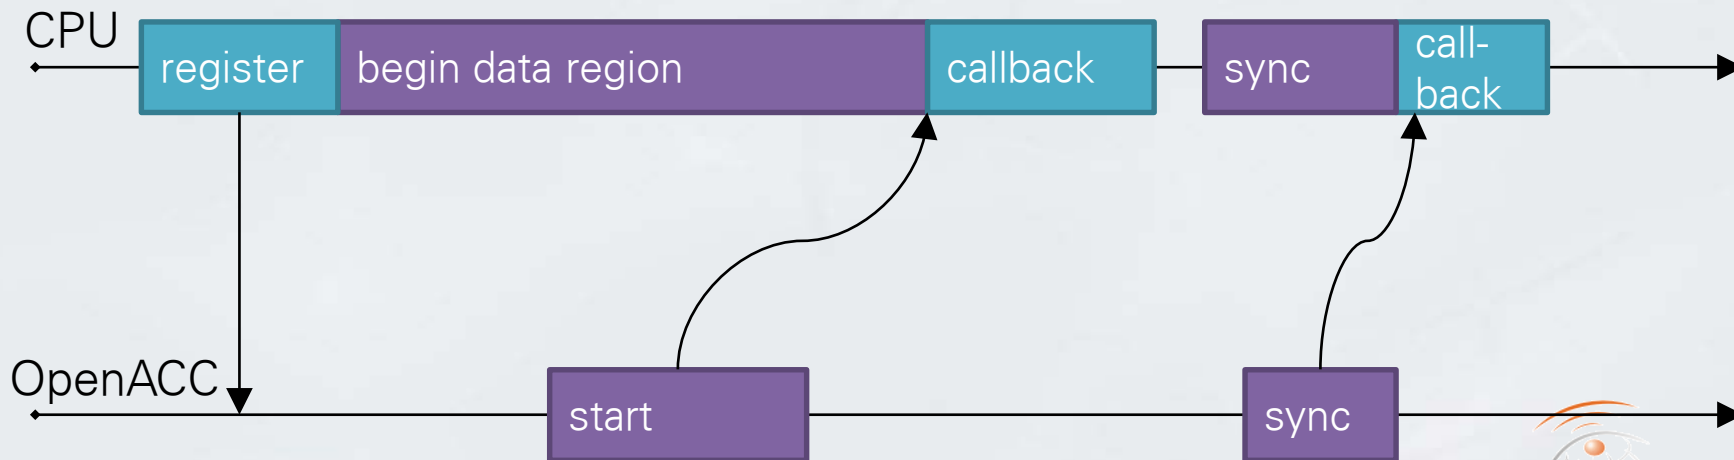 CPU
register
begin data region
callback
sync
call-
back
OpenACC
start
sync